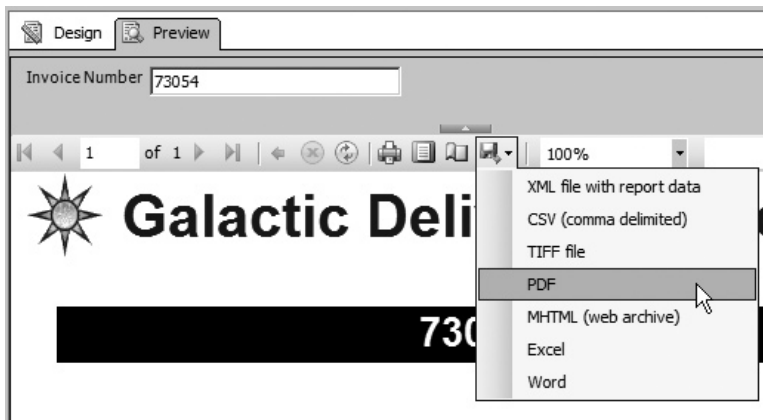 Design Preview
Invoice Number 73054
1 of 1 100%
Galactic
XML file with report data
CSV (comma delimited)
TIFF file
PDF
MHTML (web archive)
Excel
Word